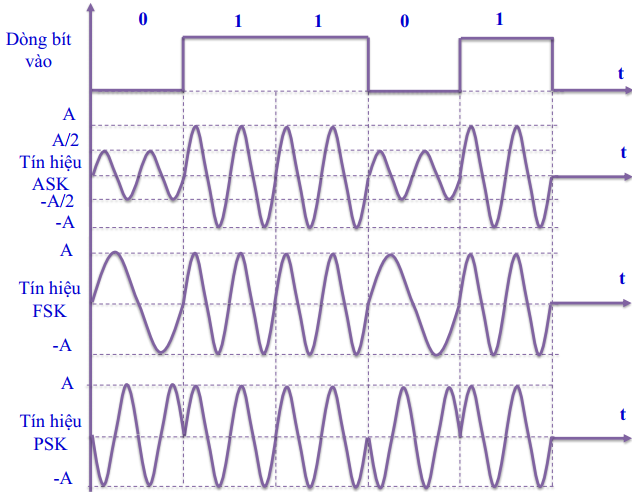 0 1 1 0 1
Dòng bít
vào
t
A
A/2
Tín hiệu
ASK
-A/2
-A
t
A
Tín hiệu
FSK
-A
t
A
Tín hiệu
PSK
-A
t